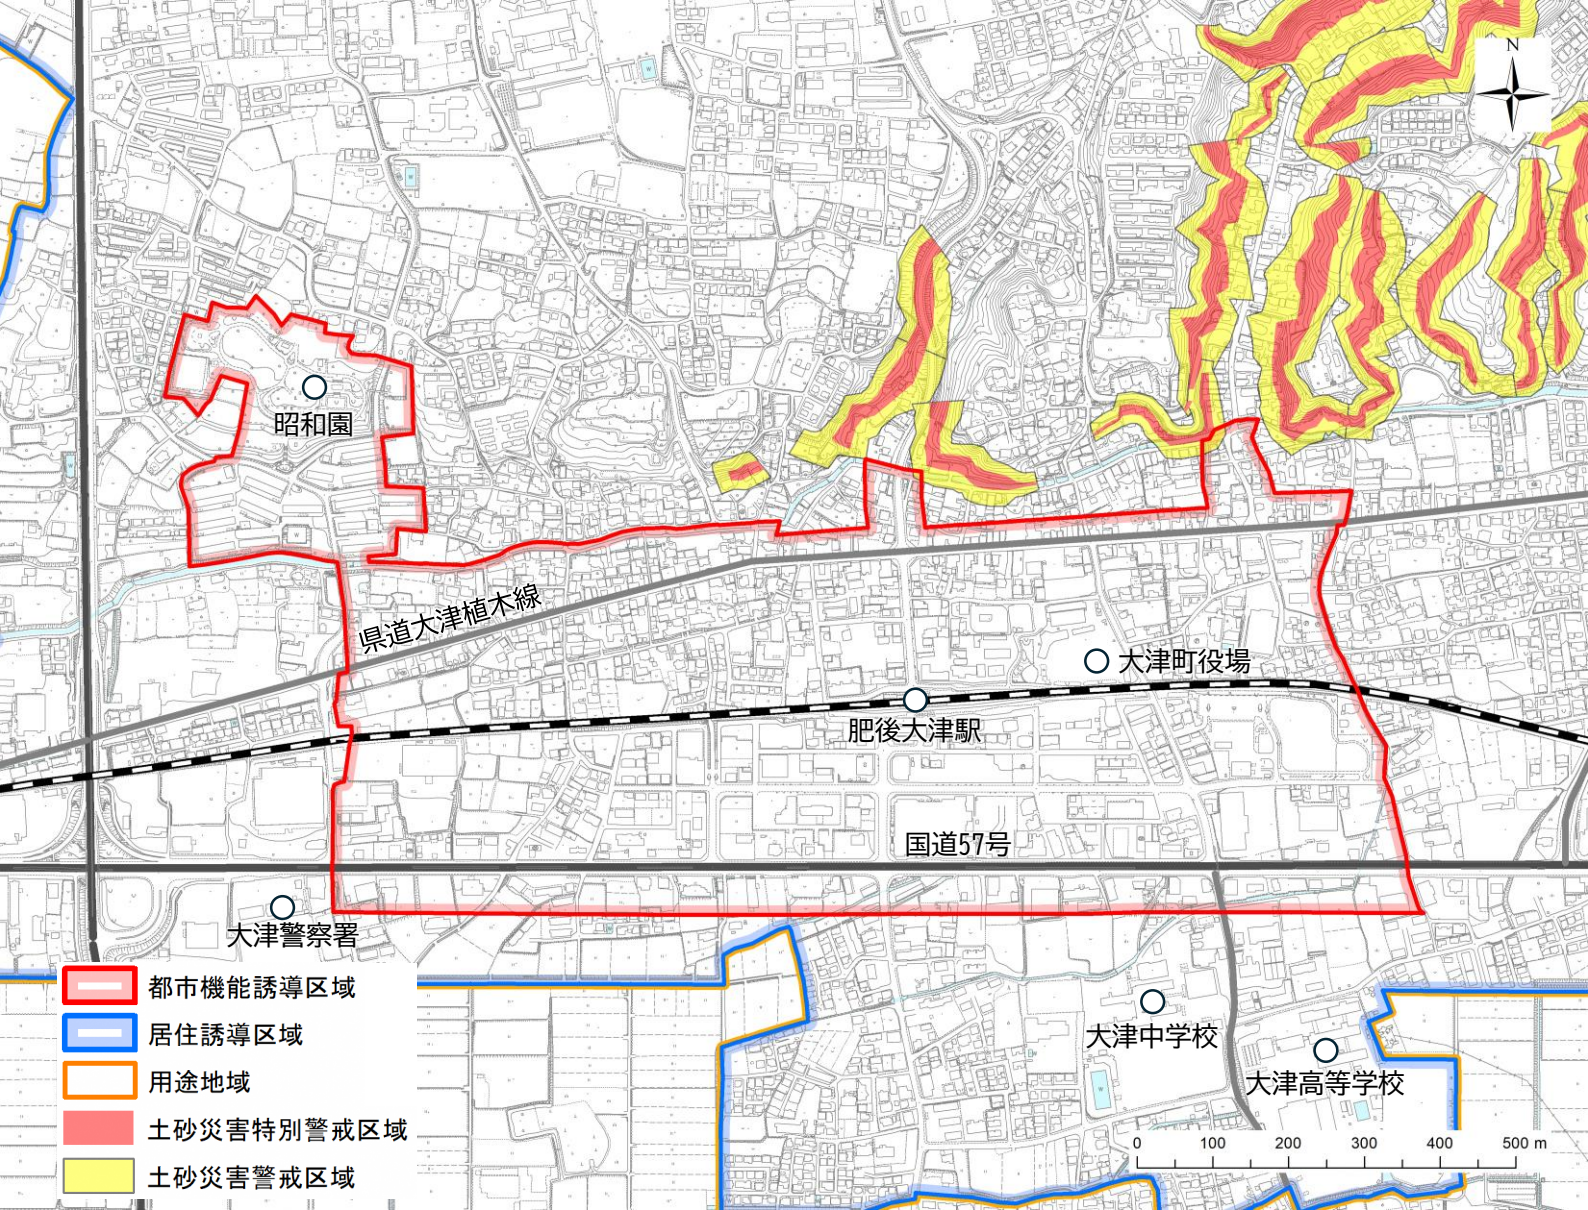 N
昭和園
県道大津植木線
大津町役場
肥後大津駅
国道57号
大津警察署
都市機能誘導区域
居住誘導区域
用途地域
土砂災害特別警戒区域
土砂災害警戒区域
大津中学校
大津高等学校
0 100 200 300 400 500 m